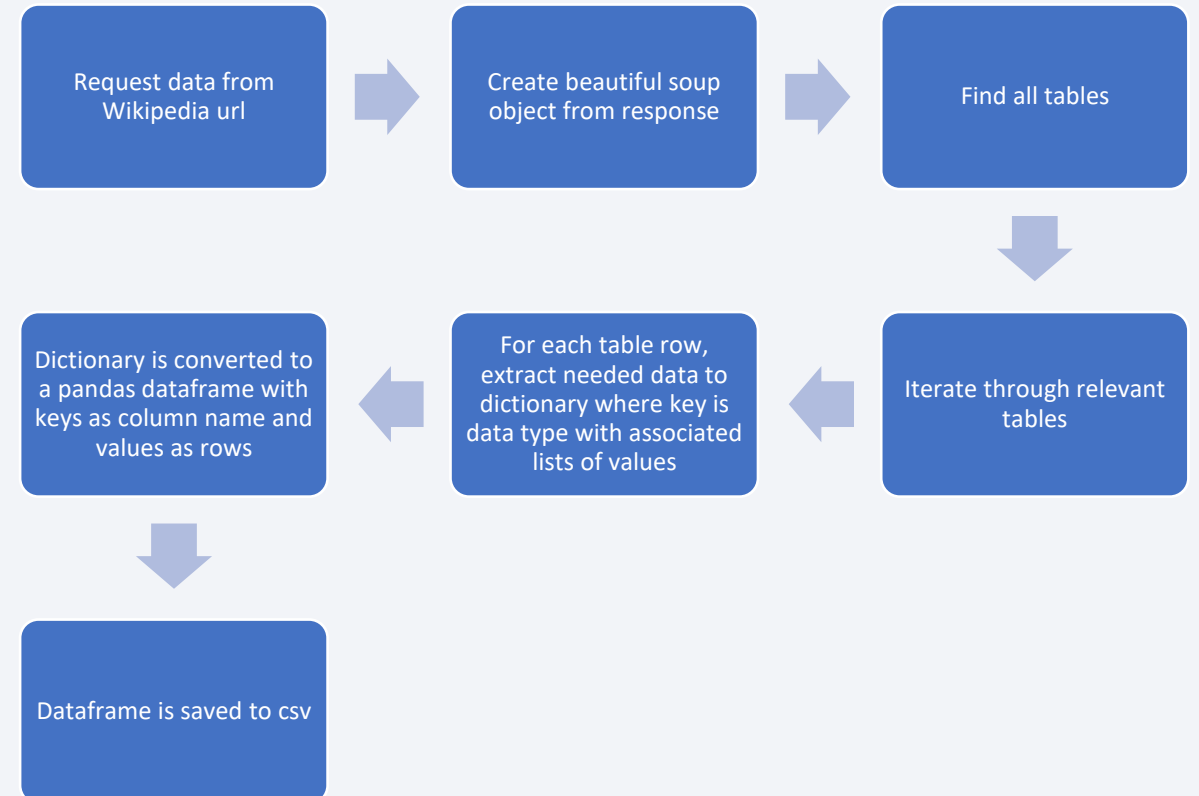 Request data from
Wikipedia url
Create beautiful soup
object from response
Find all tables
Iterate through relevant
tables
For each table row,
extract needed data to
dictionary where key is
data type with associated
lists of values
Dictionary is converted to
a pandas dataframe with
keys as column name and
values as rows
Dataframe is saved to csv